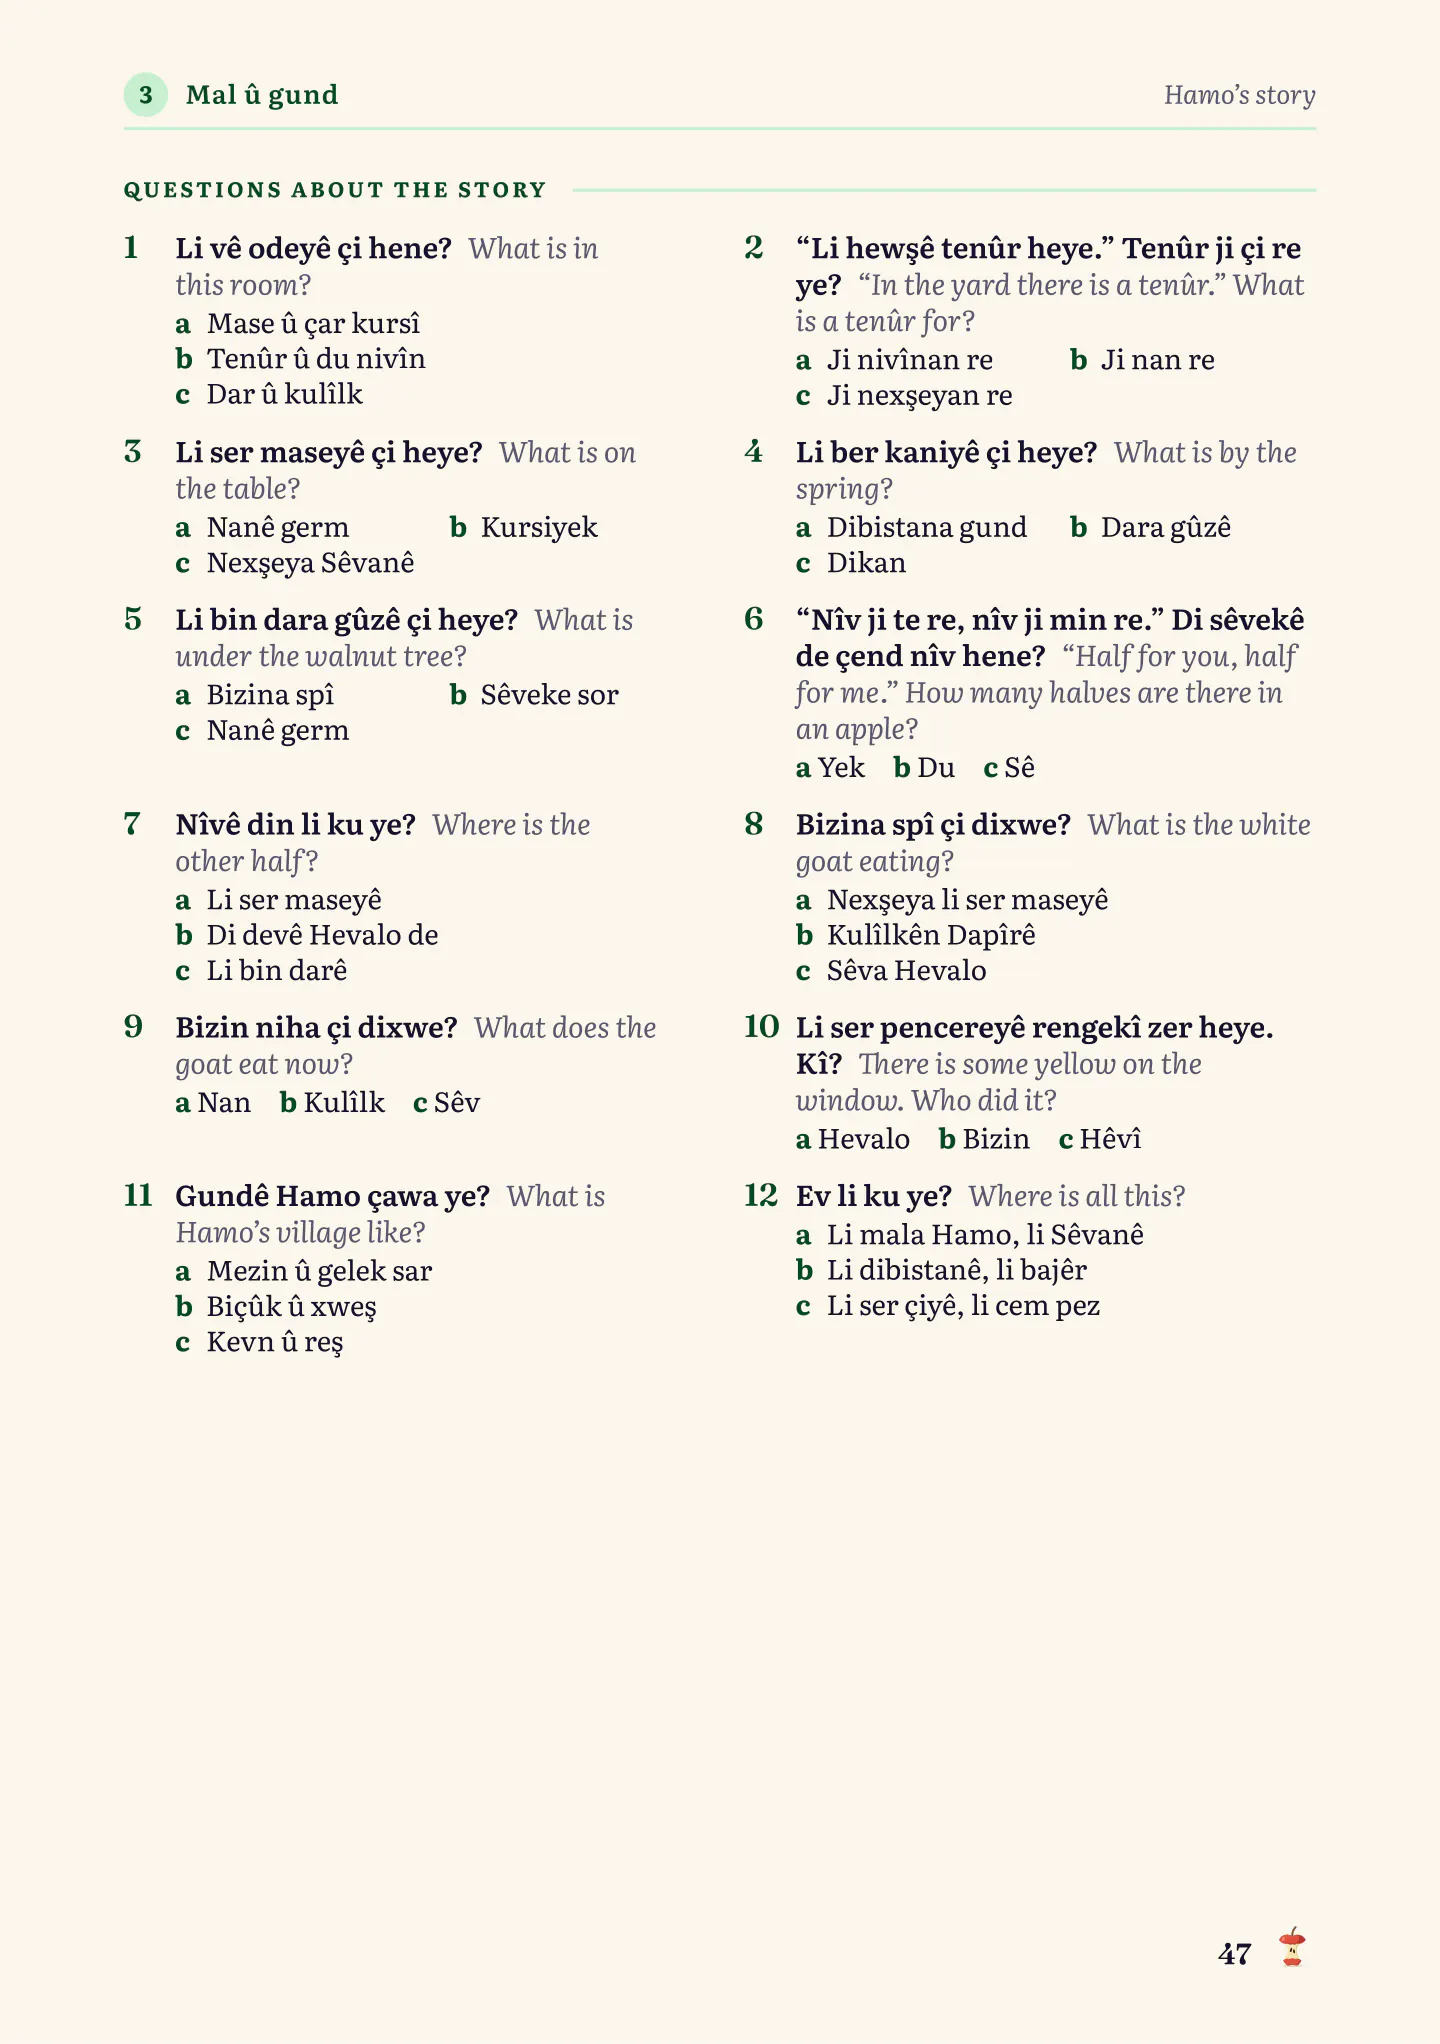 3 Mal û gund
Hamo’s story
QUESTIONS ABOUT THE STORY
1 Li vê odeyê çi hene? What is in
this room?
a Mase û çar kursî
b Tenûr û du nivîn
c Dar û kulîlk
2 “Li hewşê tenûr heye.” Tenûr ji çi re
ye? “In the yard there is a tenûr.” What
is a tenûr for?
a Ji nivînan re b Ji nan re
c Ji nexşeyan re
3 Li ser maseyê çi heye? What is on
the table?
a Nanê germ b Kursiyek
c Nexşeya Sêvanê
4 Li ber kaniyê çi heye? What is by the
spring?
a Dibistana gund b Dara gûzê
c Dikan
5 Li bin dara gûzê çi heye? What is
under the walnut tree?
a Bizina spî b Sêveke sor
c Nanê germ
6 “Nîv ji te re, nîv ji min re.” Di sêvekê
de çend nîv hene? “Half for you, half
for me.” How many halves are there in
an apple?
a Yek b Du c Sê
7 Nîvê din li ku ye? Where is the
other half?
a Li ser maseyê
b Di devê Hevalo de
c Li bin darê
8 Bizina spî çi dixwe? What is the white
goat eating?
a Nexşeya li ser maseyê
b Kulîlkên Dapîrê
c Sêva Hevalo
9 Bizin niha çi dixwe? What does the
goat eat now?
a Nan b Kulîlk c Sêv
10 Li ser pencereyê rengekî zer heye.
Kî? There is some yellow on the
window. Who did it?
a Hevalo b Bizin c Hêvî
11 Gundê Hamo çawa ye? What is
Hamo’s village like?
a Mezin û gelek sar
b Biçûk û xweş
c Kevn û reş
12 Ev li ku ye? Where is all this?
a Li mala Hamo, li Sêvanê
b Li dibistanê, li bajêr
c Li ser çiyê, li cem pez
47